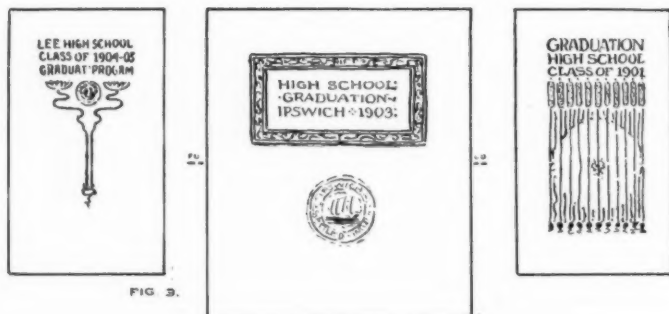 LEE HIGH SCHOOL
CLASS OF 1904-05
GRADUAT' PROGAM
HIGH SCHOOL
·GRADUATION·
IPSWICH ÷ 1903:
GRADUATION
HIGH SCHOOL
CLASS OF 1901
FIG 3.